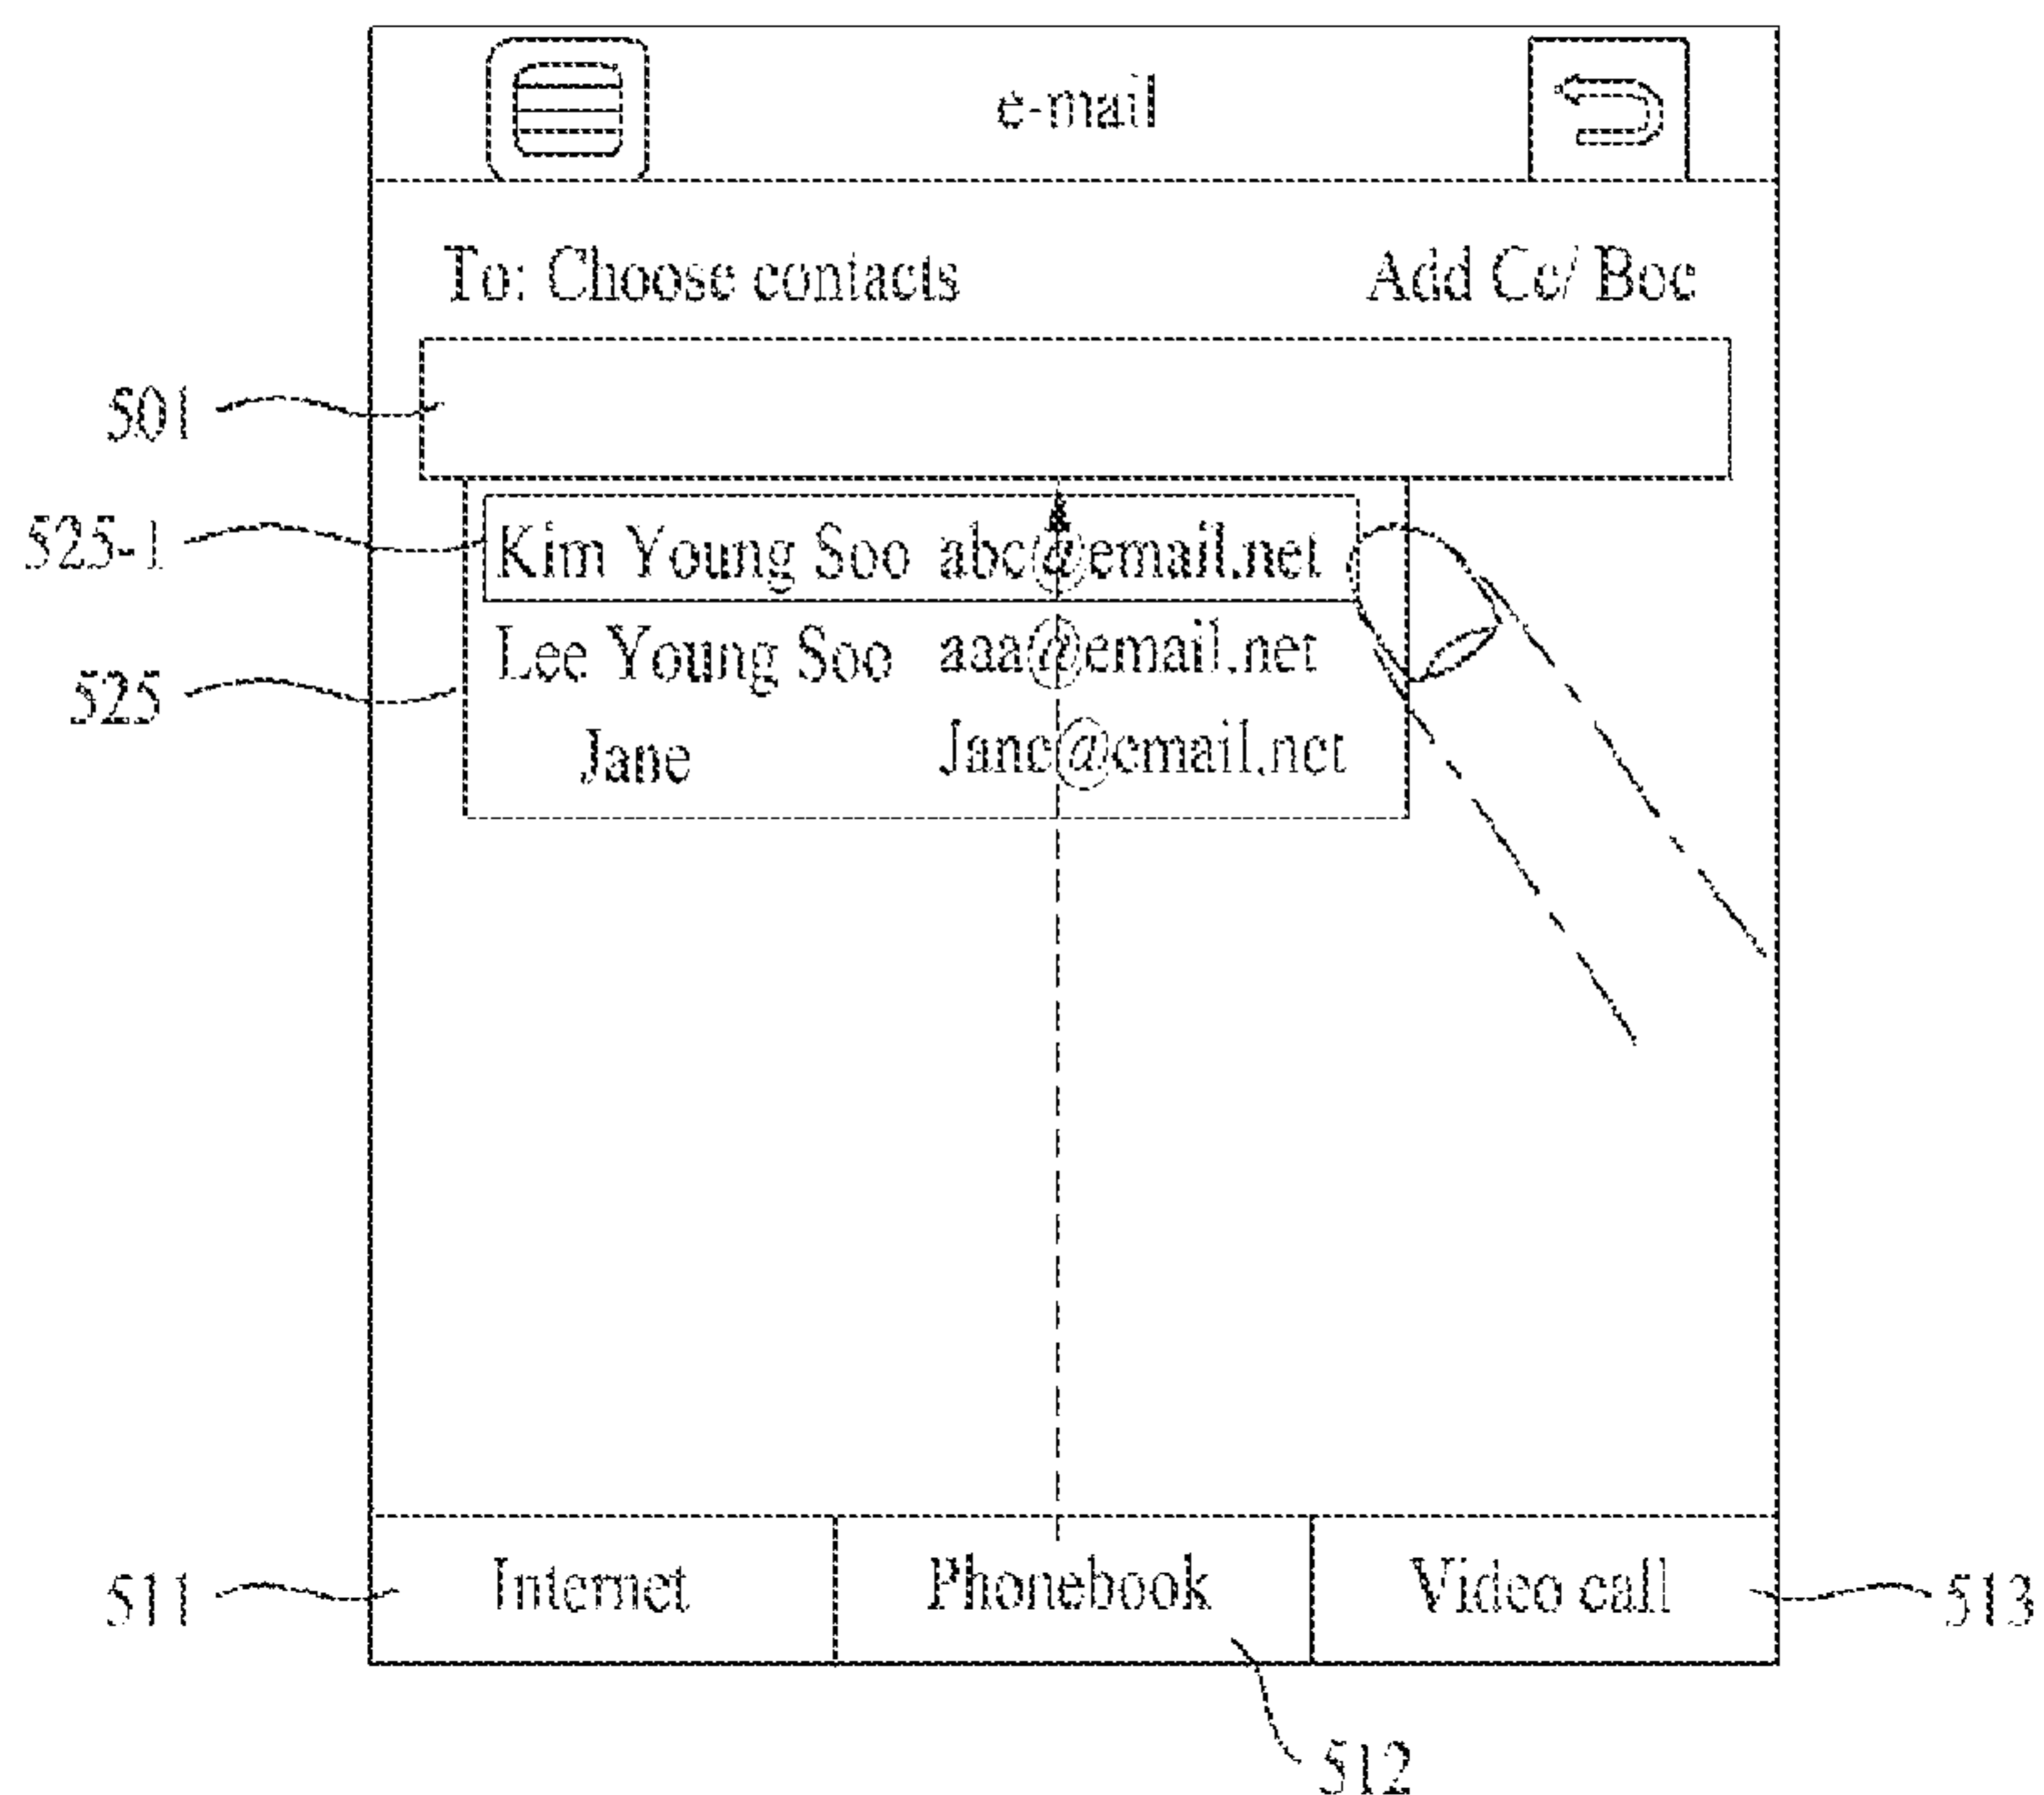 e-mail
To: Choose contacts Add Cc/ Bcc
501
525-1 Kim Young Soo abc@email.net
Lee Young Soo aaa@email.net
525
Jane Jane@email.net
511 Internet Phonebook Video call 513
512